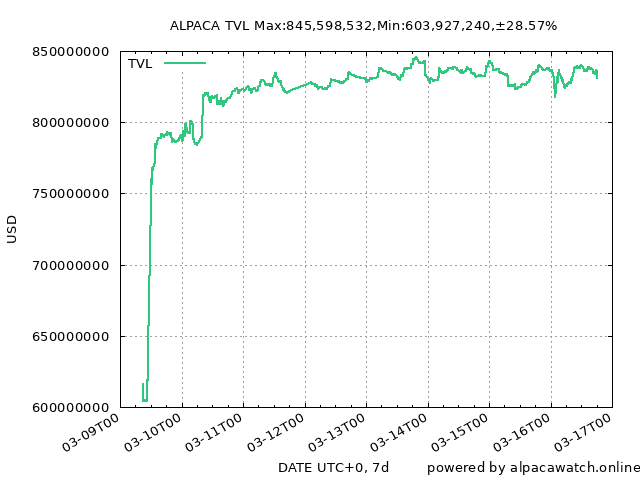 ALPACA TVL Max:845,598,532,Min:603,927,240,±28.57%
TVL
850000000
800000000
750000000
700000000
650000000
600000000
USD
03-09T00
03-10T00
03-11T00
03-12T00
03-13T00
03-14T00
03-15T00
03-16T00
03-17T00
DATE UTC+0, 7d
powered by alpacawatch.online